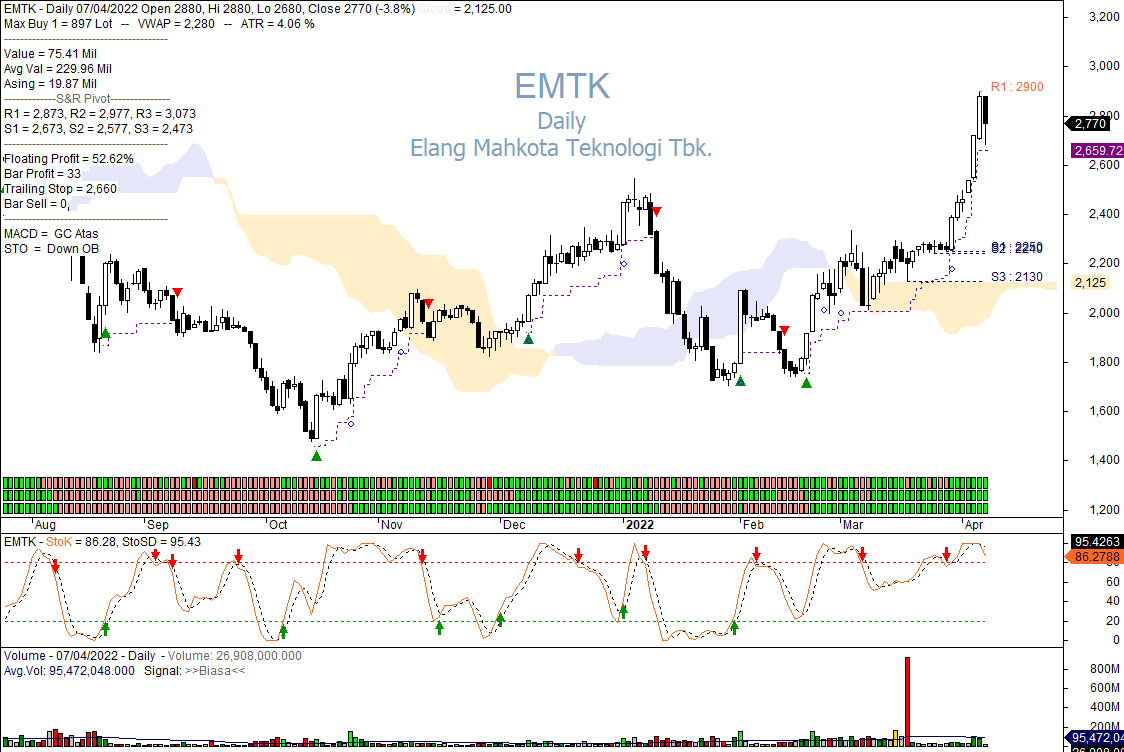 EMTK - Daily 07/04/2022 Open 2880, Hi 2880, Lo 2680, Close 2770 (-3.8%) Cloud = 2,125.00
Max Buy 1 = 897 Lot -- VWAP = 2,280 -- ATR = 4.06 %
Value = 75.41 Mil
Avg Val = 229.96 Mil
Asing = 19.87 Mil
-------------S&R Pivot---------------
R1 = 2,873, R2 = 2,977, R3 = 3,073
S1 = 2,673, S2 = 2,577, S3 = 2,473
Floating Profit = 52.62%
Bar Profit = 33
Trailing Stop = 2,660
Bar Sell = 0,
MACD = GC Atas
STO = Down OB
EMTK
Daily
Elang Mahkota Teknologi Tbk.
R1 : 2900
S3 : 2130
3,200
3,000
2,770
2,659.72
2,600
2,400
2,200
2,125
2,000
1,800
1,600
1,400
1,200
Aug Sep Oct Nov Dec 2022 Feb Mar Apr
EMTK - StoK = 86.28, StoSD = 95.43
95.4263
86.2788
60
40
20
0
Volume - 07/04/2022 - Daily - Volume: 26,908,000.000
Avg.Vol: 95,472,048.000 Signal: >>Biasa<<
800M
600M
400M
200M
95,472,04